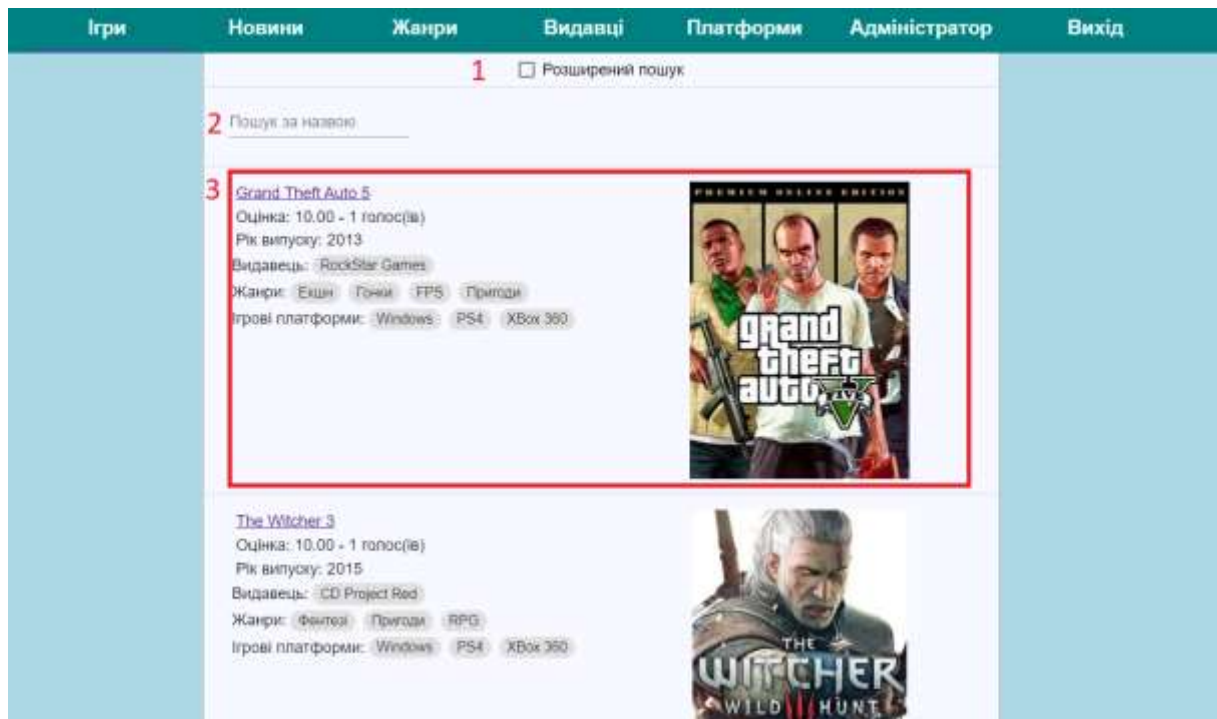 Ігри Новини Жанри Видавці Платформи Адміністратор Вихід
1 Розширений пошук
2 Пошук за назвою
3 Grand Theft Auto 5
Оцінка: 10.00 - 1 голос(ів)
Рік випуску: 2013
Видавець: RockStar Games
Жанри: Екшн Гонки FPS Пригоди
Ігрові платформи: Windows PS4 XBox 360
PREMIUM ONLINE EDITION
grand
theft
auto V
FIVE
The Witcher 3
Оцінка: 10.00 - 1 голос(ів)
Рік випуску: 2015
Видавець: CD Project Red
Жанри: Фентезі Пригоди RPG
Ігрові платформи: Windows PS4 XBox 360
THE
WITCHER
WILD HUNT